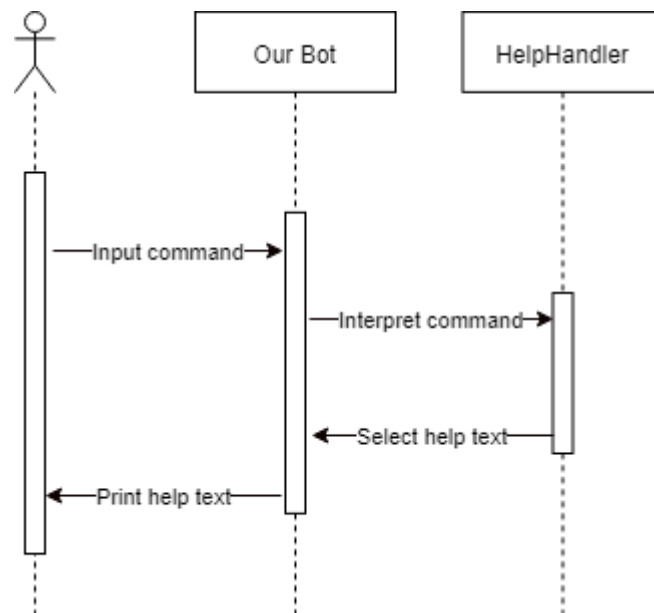 Our Bot
HelpHandler
Input command
Interpret command
Select help text
Print help text